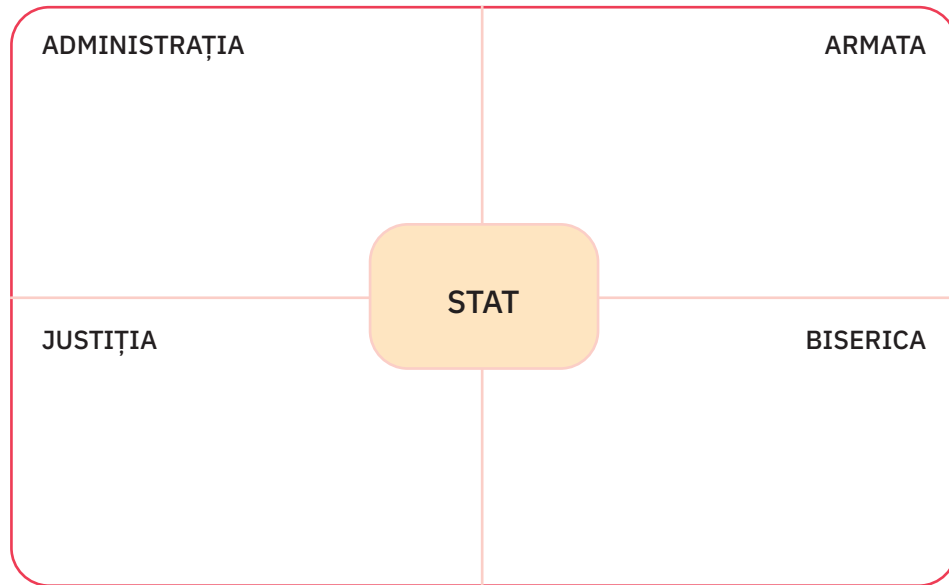 ADMINISTRAȚIA
ARMATA
STAT
JUSTIȚIA
BISERICA